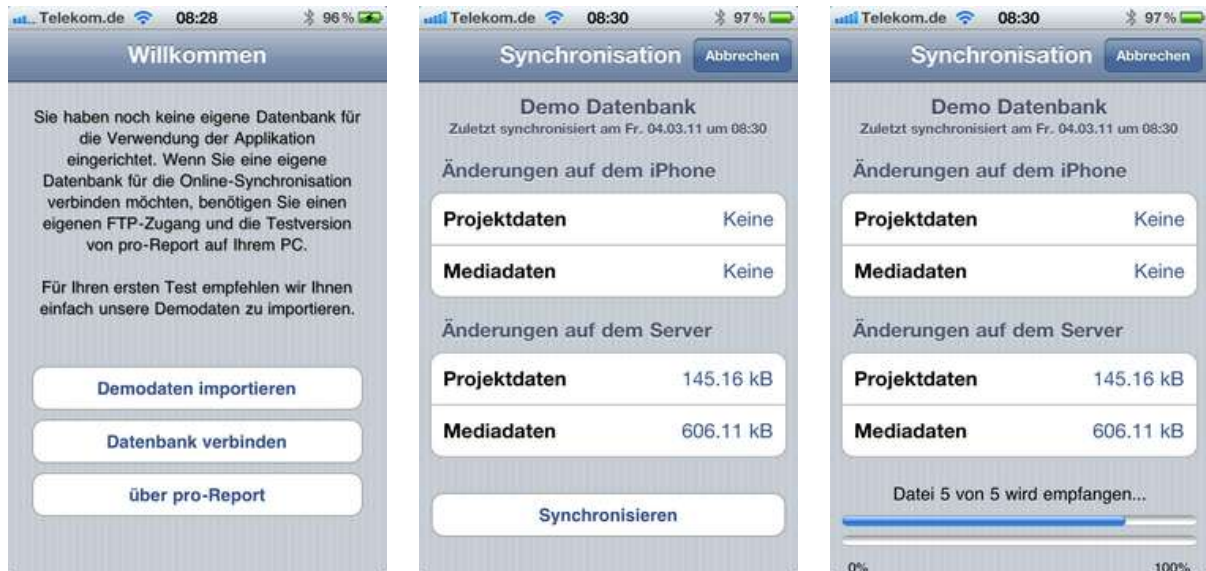 Telekom.de 08:28 96 %
Willkommen
Sie haben noch keine eigene Datenbank für
die Verwendung der Applikation
eingerichtet. Wenn Sie eine eigene
Datenbank für die Online-Synchronisation
verbinden möchten, benötigen Sie einen
eigenen FTP-Zugang und die Testversion
von pro-Report auf Ihrem PC.
Für Ihren ersten Test empfehlen wir Ihnen
einfach unsere Demodaten zu importieren.
Demodaten importieren
Datenbank verbinden
über pro-Report
Telekom.de 08:30 97 %
Synchronisation Abbrechen
Demo Datenbank
Zuletzt synchronisiert am Fr. 04.03.11 um 08:30
Änderungen auf dem iPhone
Projektdaten Keine
Mediadaten Keine
Änderungen auf dem Server
Projektdaten 145.16 kB
Mediadaten 606.11 kB
Synchronisieren
Telekom.de 08:30 97 %
Synchronisation Abbrechen
Demo Datenbank
Zuletzt synchronisiert am Fr. 04.03.11 um 08:30
Änderungen auf dem iPhone
Projektdaten Keine
Mediadaten Keine
Änderungen auf dem Server
Projektdaten 145.16 kB
Mediadaten 606.11 kB
Datei 5 von 5 wird empfangen...
0% 100%